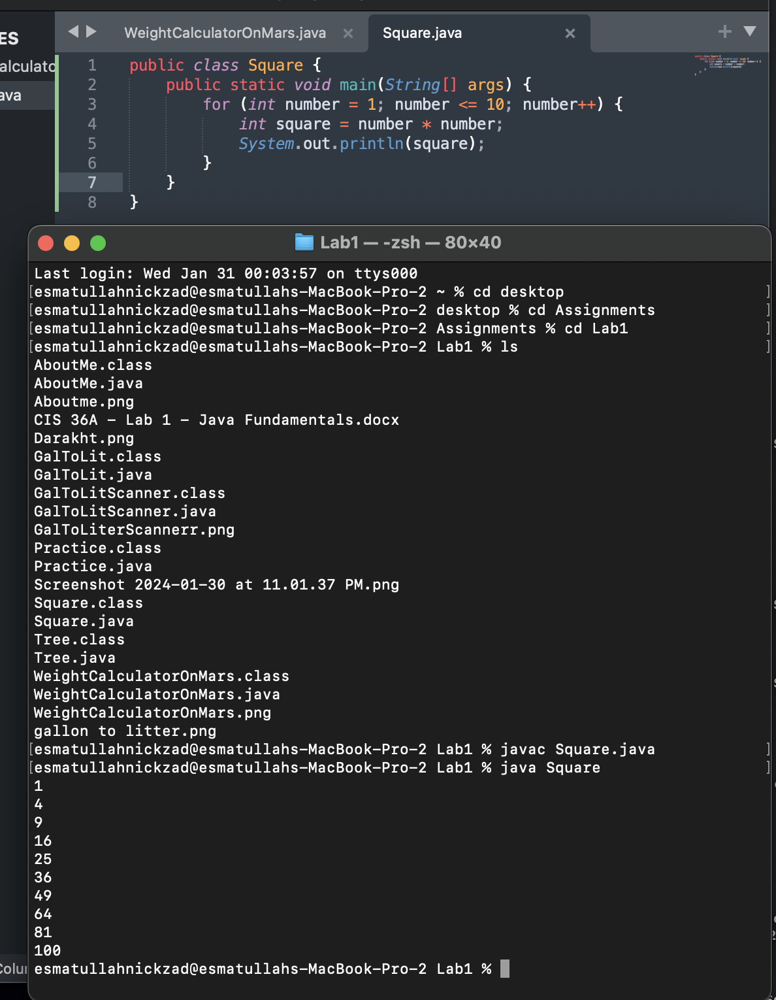 ES
alculato
ava
WeightCalculatorOnMars.java ×
Square.java × +
1 public class Square {
2     public static void main(String[] args) {
3         for (int number = 1; number <= 10; number++) {
4             int square = number * number;
5             System.out.println(square);
6         }
7     }
8 }
Lab1 — -zsh — 80×40
Last login: Wed Jan 31 00:03:57 on ttys000
[esmatullahnickzad@esmatullahs-MacBook-Pro-2 ~ % cd desktop ]
[esmatullahnickzad@esmatullahs-MacBook-Pro-2 desktop % cd Assignments ]
[esmatullahnickzad@esmatullahs-MacBook-Pro-2 Assignments % cd Lab1 ]
[esmatullahnickzad@esmatullahs-MacBook-Pro-2 Lab1 % ls ]
AboutMe.class
AboutMe.java
Aboutme.png
CIS 36A - Lab 1 - Java Fundamentals.docx
Darakht.png
GalToLit.class
GalToLit.java
GalToLitScanner.class
GalToLitScanner.java
GalToLiterScannerr.png
Practice.class
Practice.java
Screenshot 2024-01-30 at 11.01.37 PM.png
Square.class
Square.java
Tree.class
Tree.java
WeightCalculatorOnMars.class
WeightCalculatorOnMars.java
WeightCalculatorOnMars.png
gallon to litter.png
[esmatullahnickzad@esmatullahs-MacBook-Pro-2 Lab1 % javac Square.java ]
[esmatullahnickzad@esmatullahs-MacBook-Pro-2 Lab1 % java Square ]
1
4
9
16
25
36
49
64
81
100
esmatullahnickzad@esmatullahs-MacBook-Pro-2 Lab1 %